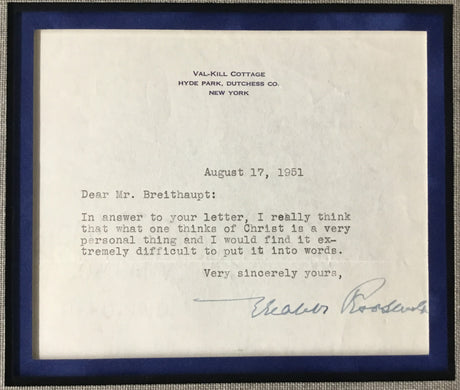 VAL-KILL COTTAGE
HYDE PARK, DUTCHESS CO.
NEW YORK
August 17, 1951
Dear Mr. Breithaupt:
In answer to your letter, I really think
that what one thinks of Christ is a very
personal thing and I would find it ex-
tremely difficult to put it into words.
Very sincerely yours,
Eleanor Roosevelt